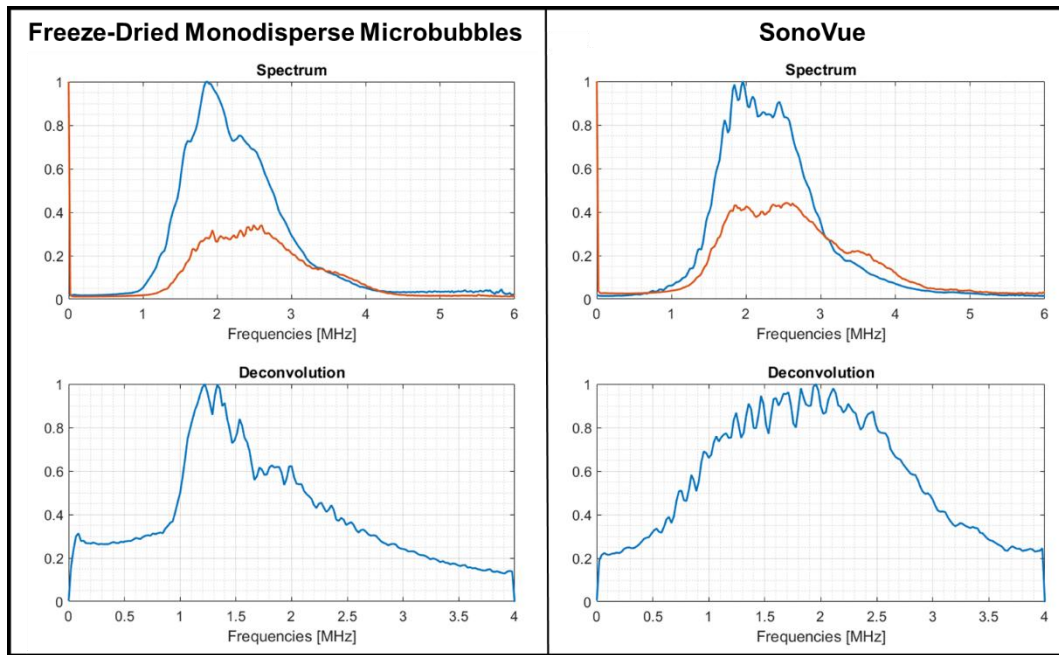 Freeze-Dried Monodisperse Microbubbles
Spectrum
1
0.8
0.6
0.4
0.2
0
0 1 2 3 4 5 6
Frequencies [MHz]
Deconvolution
1
0.8
0.6
0.4
0.2
0
0 0.5 1 1.5 2 2.5 3 3.5 4
Frequencies [MHz]
SonoVue
Spectrum
1
0.8
0.6
0.4
0.2
0
0 1 2 3 4 5 6
Frequencies [MHz]
Deconvolution
1
0.8
0.6
0.4
0.2
0
0 0.5 1 1.5 2 2.5 3 3.5 4
Frequencies [MHz]